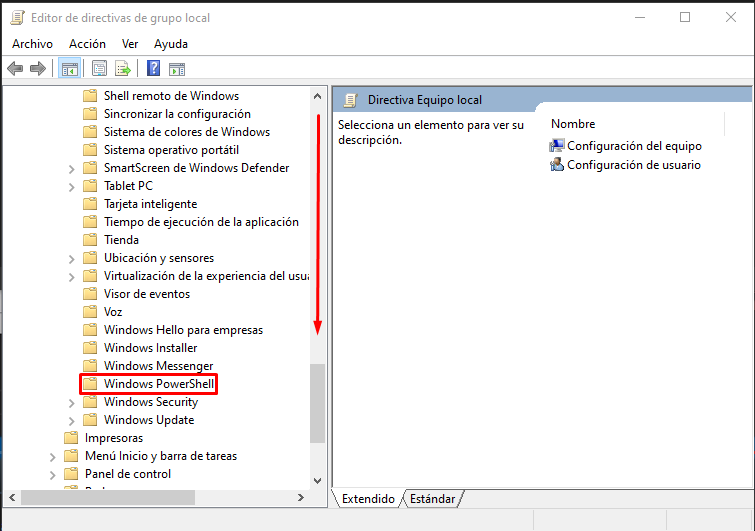 Editor de directivas de grupo local
Archivo Acción Ver Ayuda
Shell remoto de Windows
Sincronizar la configuración
Sistema de colores de Windows
Sistema operativo portátil
SmartScreen de Windows Defender
Tablet PC
Tarjeta inteligente
Tiempo de ejecución de la aplicación
Tienda
Ubicación y sensores
Virtualización de la experiencia del usua
Visor de eventos
Voz
Windows Hello para empresas
Windows Installer
Windows Messenger
Windows PowerShell
Windows Security
Windows Update
Impresoras
Menú Inicio y barra de tareas
Panel de control
Directiva Equipo local
Selecciona un elemento para ver su
descripción.
Nombre
Configuración del equipo
Configuración de usuario
Extendido Estándar